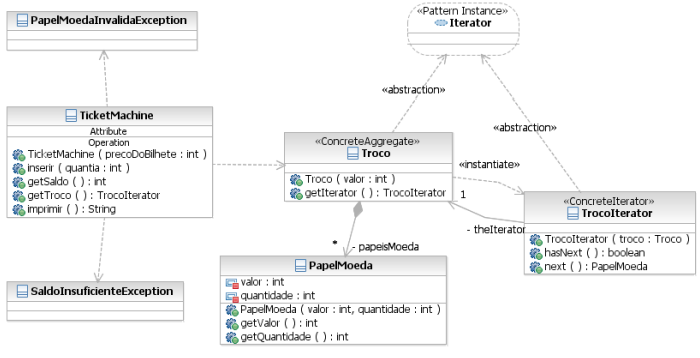 PapelMoedaInvalidaException
«Pattern Instance»
Iterator
«abstraction»
TicketMachine
Attribute
Operation
TicketMachine ( precoDoBilhete : int )
inserir ( quantia : int )
getSaldo ( ) : int
getTroco ( ) : TrocoIterator
imprimir ( ) : String
«abstraction»
«ConcreteAggregate»
Troco
Troco ( valor : int )
getIterator ( ) : TrocoIterator
«instantiate»
1
- theIterator
«ConcreteIterator»
TrocoIterator
TrocoIterator ( troco : Troco )
hasNext ( ) : boolean
next ( ) : PapelMoeda
*
- papeisMoeda
PapelMoeda
valor : int
quantidade : int
PapelMoeda ( valor : int, quantidade : int )
getValor ( ) : int
getQuantidade ( ) : int
SaldoInsuficienteException